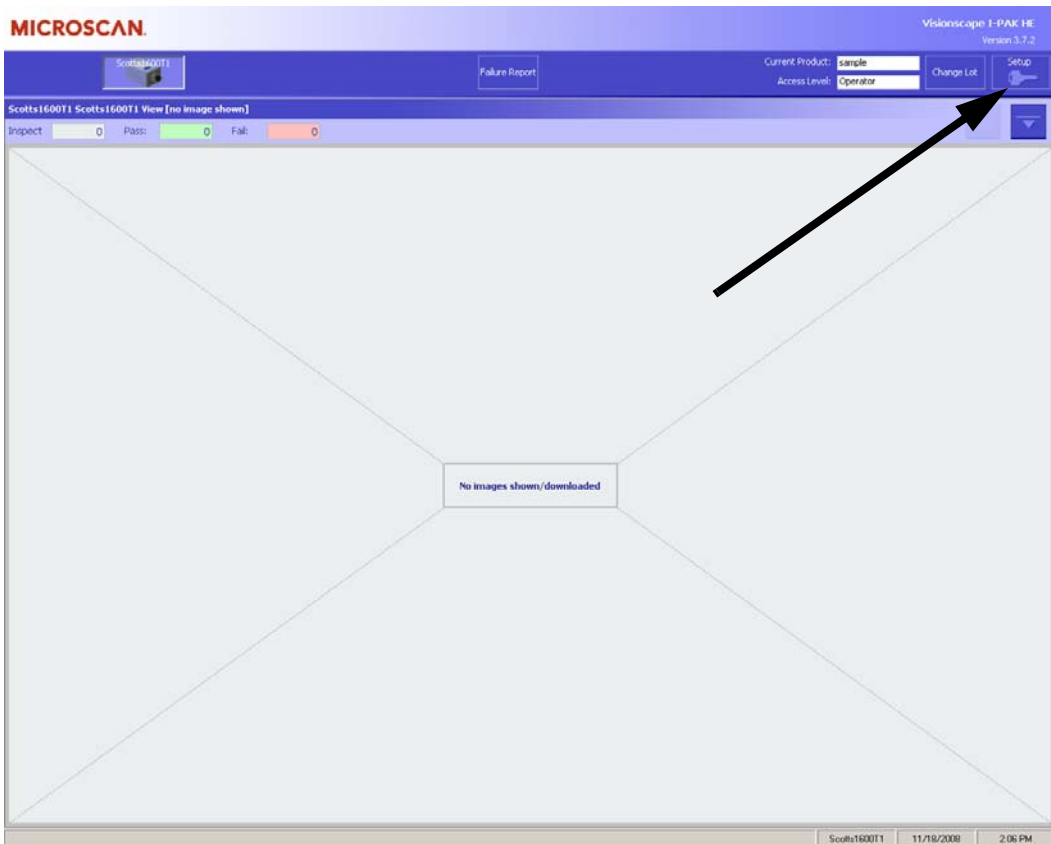 MICROSCAN.
Visionscape I-PAK HE
Version 3.7.2
Scotts1600T1
Failure Report
Current Product: sample
Access Level: Operator
Change Lot
Setup
Scotts1600T1 Scotts1600T1 View [no image shown]
Inspect 0 Pass: 0 Fail: 0
No images shown/downloaded
Scotts1600T1 11/18/2008 2:06 PM